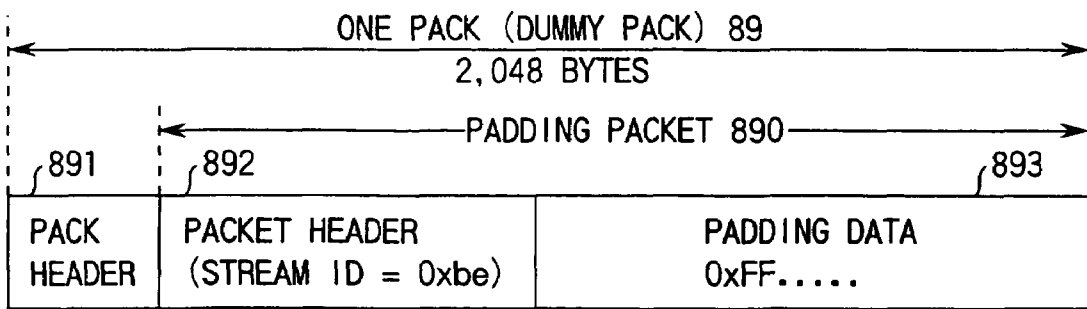 ONE PACK (DUMMY PACK) 89
2,048 BYTES
PADDING PACKET 890
891
892
893
PACK
HEADER
PACKET HEADER
(STREAM ID = 0xbe)
PADDING DATA
0xFF.....